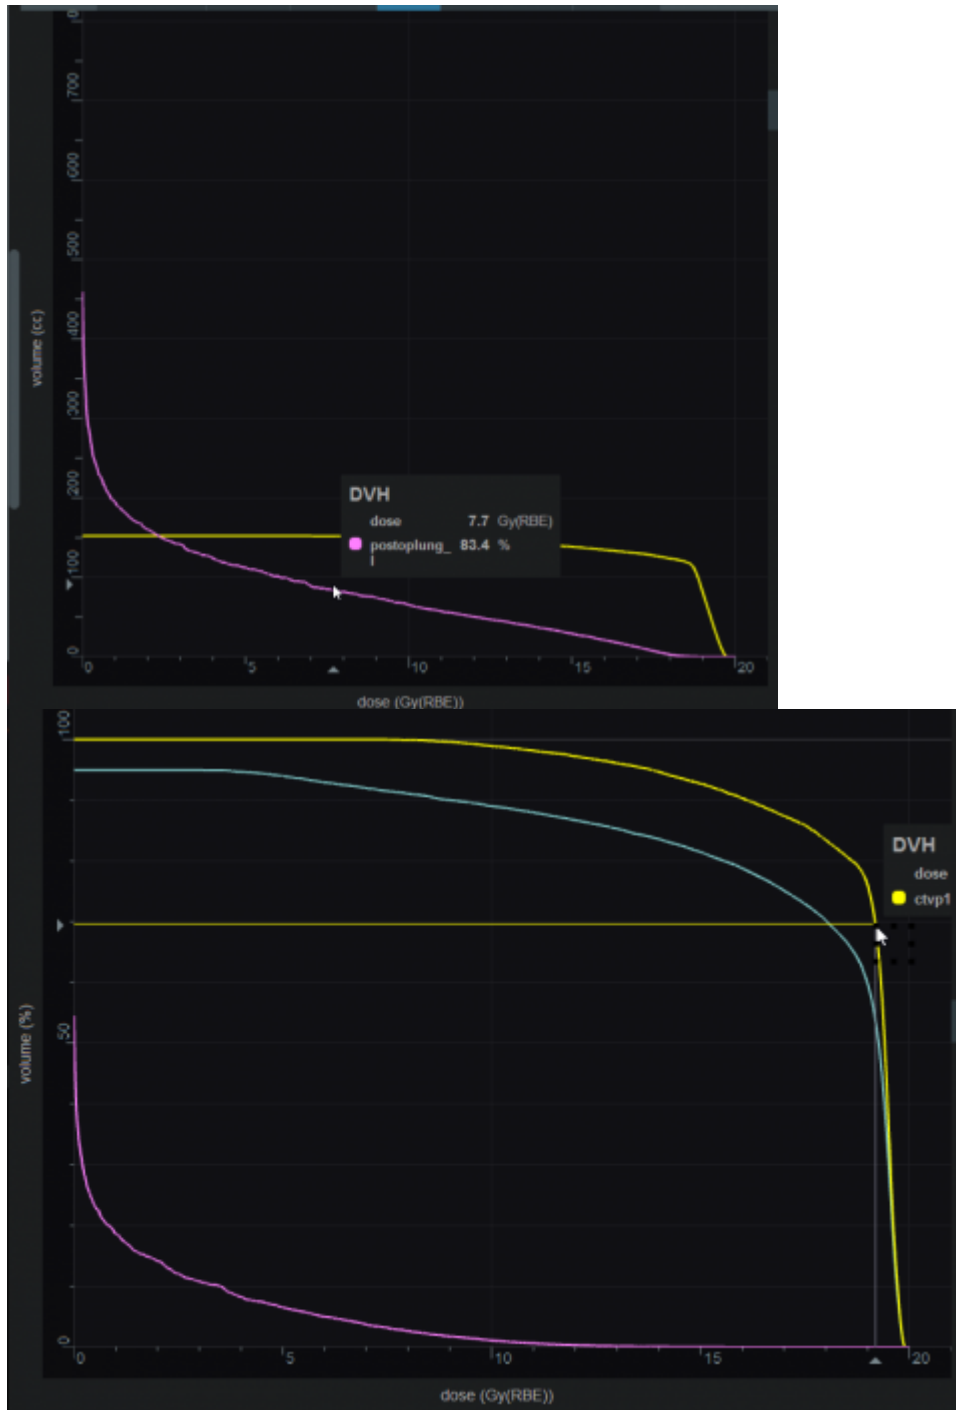 700
600
500
400
300
200
100
0
volume (cc)
DVH
dose 7.7 Gy(RBE)
postoplung_ 83.4 %
l
0 5 10 15 20
dose (Gy(RBE))
100
50
0
volume (%)
DVH
dose
ctvp1
0 5 10 15 20
dose (Gy(RBE))